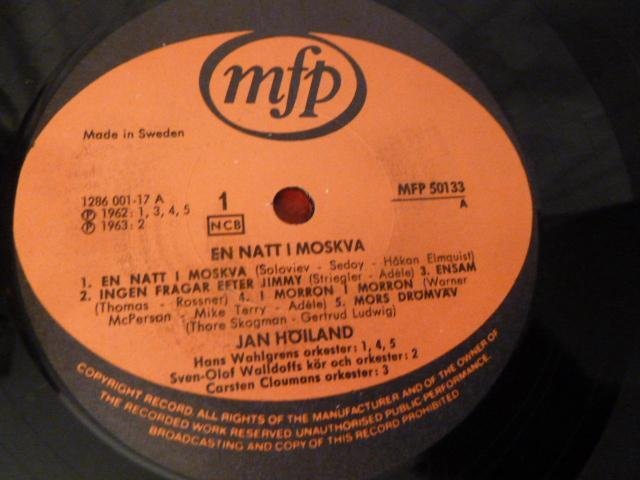 mfp
Made in Sweden
1286 001-17 A
Ⓟ 1962: 1, 3, 4, 5
Ⓟ 1963: 2
1
NCB
MFP 50133
A
EN NATT I MOSKVA
1. EN NATT I MOSKVA (Soloviev - Sedoy - Håkan Elmquist)
2. INGEN FRÅGAR EFTER JIMMY (Striegler - Adéle) 3. ENSAM
(Thomas - Rossner) 4. I MORRON I MORRON (Warner
McPerson - Mike Terry - Adéle) 5. MORS DRÖMVÄV
(Thore Skogman - Gertrud Ludwig)
JAN HÖILAND
Hans Wahlgrens orkester: 1, 4, 5
Sven-Olof Walldoffs kör och orkester: 2
Carsten Cloumans orkester: 3
COPYRIGHT RECORD. ALL RIGHTS OF THE MANUFACTURER AND OF THE OWNER OF
THE RECORDED WORK RESERVED UNAUTHORISED PUBLIC PERFORMANCE.
BROADCASTING AND COPY OF THIS RECORD PROHIBITED